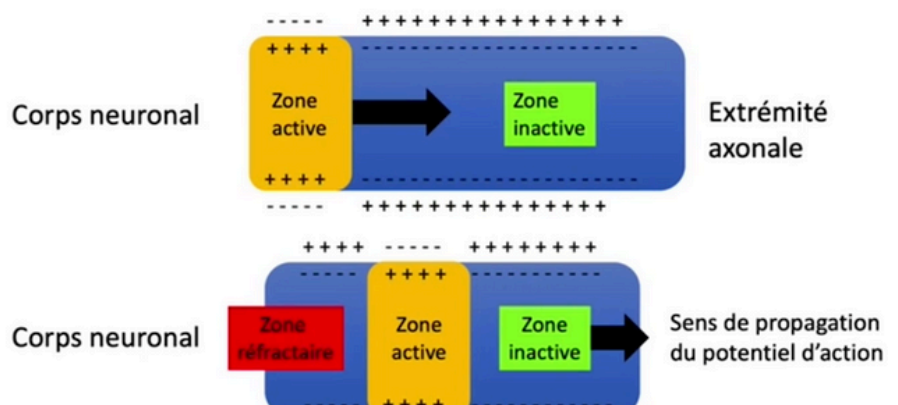 - - - - - + + + + + + + + + + + + + + +
+ + + + - - - - - - - - - - - - - - - - - - - - - - - - -
Corps neuronal
Zone
active
Zone
inactive
Extrémité
axonale
+ + + + - - - - - - - - - - - - - - - - - - - - - - - - -
- - - - - + + + + + + + + + + + + + +
+ + + + - - - - - + + + + + + + +
- - - - - + + + + - - - - - - - - - - - -
Corps neuronal
Zone
réfractaire
Zone
active
Zone
inactive
Sens de propagation
du potentiel d’action
- - - - - + + + + - - - - - - - - - - - -